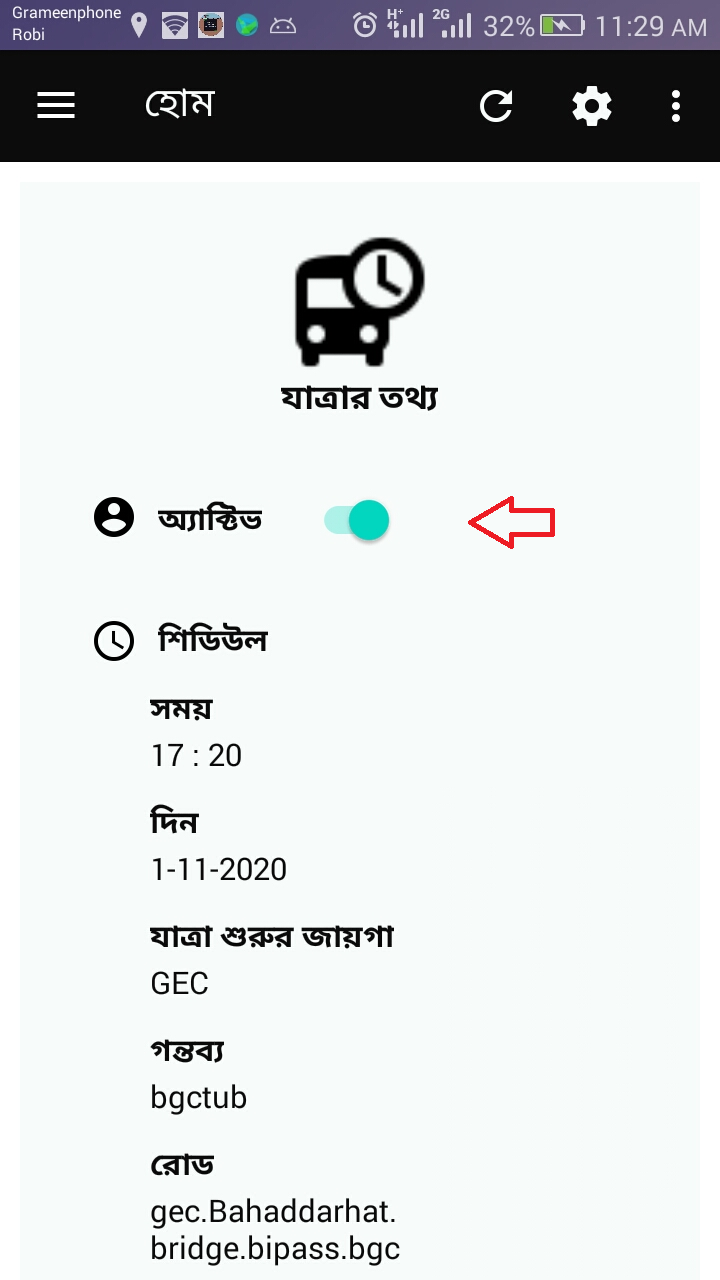 Grameenphone
Robi
H+
2G
32%
11:29 AM
হোম
যাত্রার তথ্য
অ্যাক্টিভ
শিডিউল
সময়
17 : 20
দিন
1-11-2020
যাত্রা শুরুর জায়গা
GEC
গন্তব্য
bgctub
রোড
gec.Bahaddarhat.
bridge.bipass.bgc